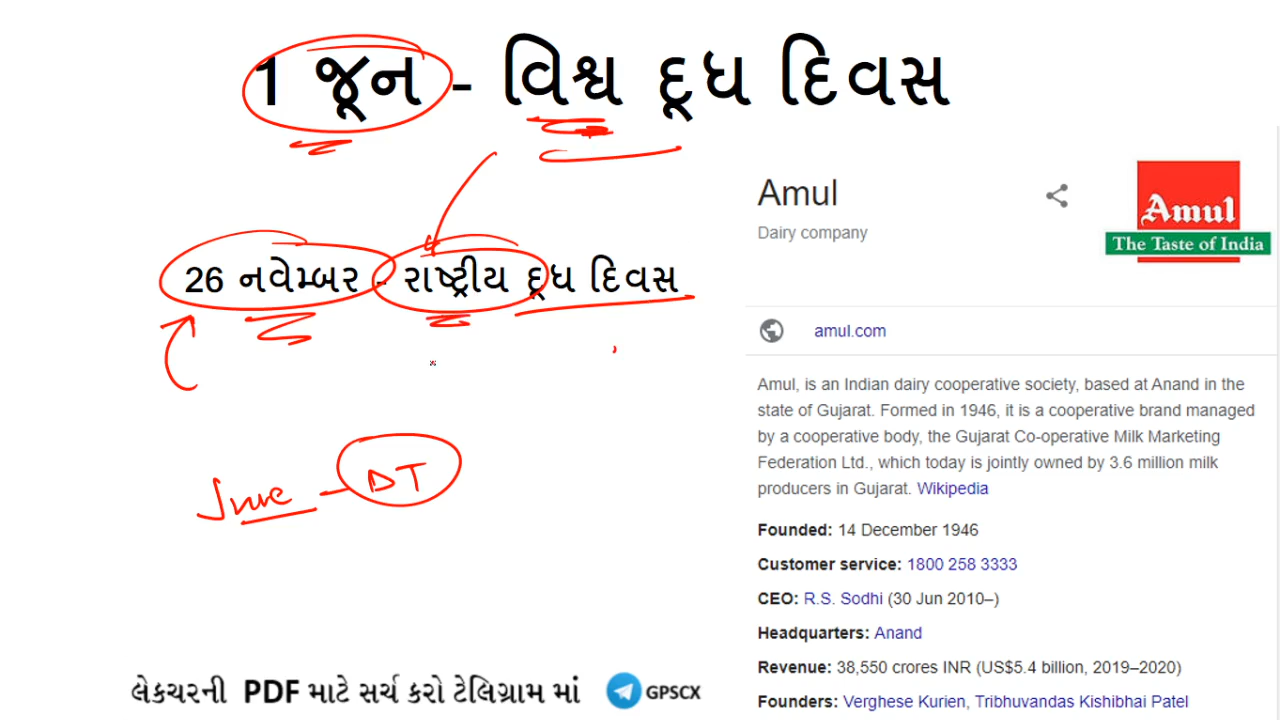 1 જૂન - વિશ્વ દૂધ દિવસ
26 નવેમ્બર - રાષ્ટ્રીય દૂધ દિવસ
June - DT
લેકચરની PDF માટે સર્ચ કરો ટેલિગ્રામ માં GPSCX
Amul
Dairy company
Amul
The Taste of India
amul.com
Amul, is an Indian dairy cooperative society, based at Anand in the
state of Gujarat. Formed in 1946, it is a cooperative brand managed
by a cooperative body, the Gujarat Co-operative Milk Marketing
Federation Ltd., which today is jointly owned by 3.6 million milk
producers in Gujarat. Wikipedia
Founded: 14 December 1946
Customer service: 1800 258 3333
CEO: R.S. Sodhi (30 Jun 2010–)
Headquarters: Anand
Revenue: 38,550 crores INR (US$5.4 billion, 2019–2020)
Founders: Verghese Kurien, Tribhuvandas Kishibhai Patel